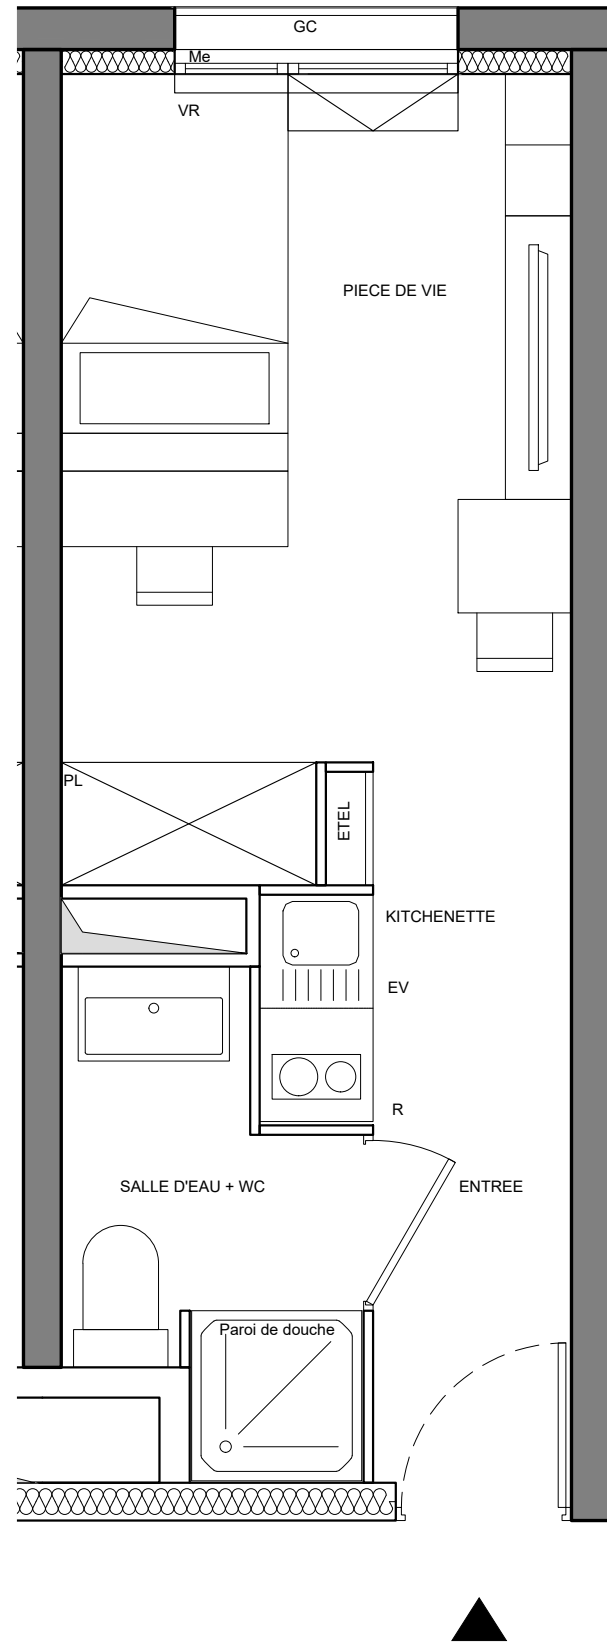 GC
Me
VR
PIECE DE VIE
PL
ETEL
KITCHENETTE
EV
R
SALLE D'EAU + WC
ENTREE
Paroi de douche